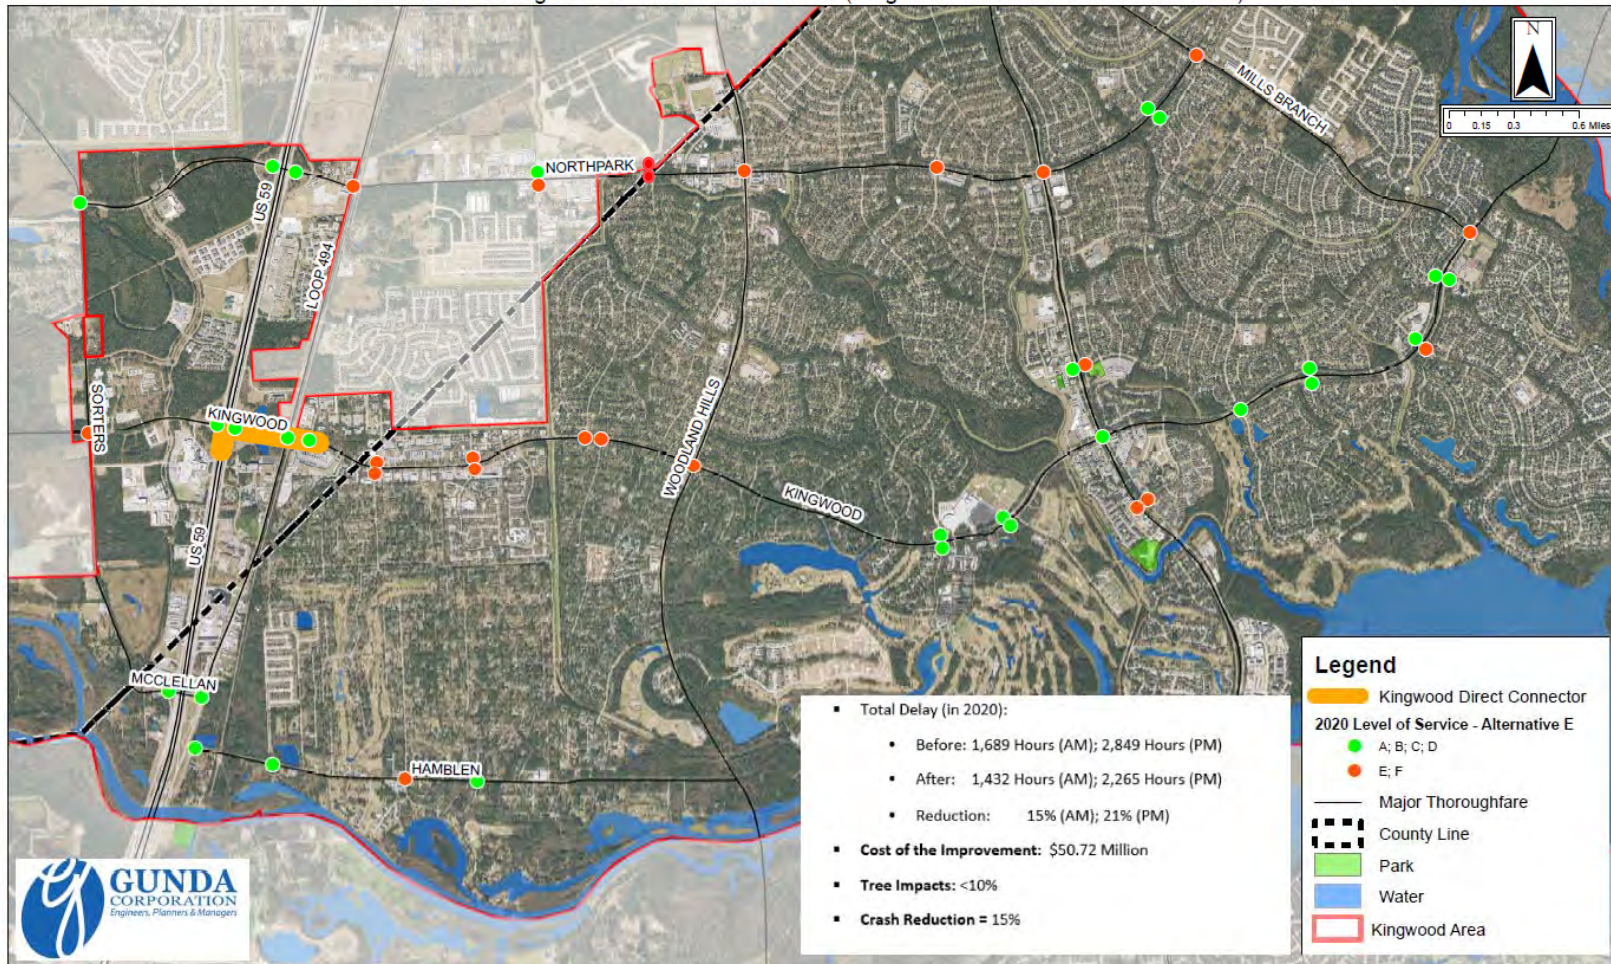 N
0 0.15 0.3 0.6 Miles
MILLS BRANCH
NORTHPARK
US 59
LOOP 494
SORTERS
KINGWOOD
WOODLAND HILLS
KINGWOOD
US 59
MCCLELLAN
HAMBLEN
▪ Total Delay (in 2020):
• Before: 1,689 Hours (AM); 2,849 Hours (PM)
• After: 1,432 Hours (AM); 2,265 Hours (PM)
• Reduction: 15% (AM); 21% (PM)
▪ Cost of the Improvement: $50.72 Million
▪ Tree Impacts: <10%
▪ Crash Reduction = 15%
Legend
Kingwood Direct Connector
2020 Level of Service - Alternative E
A; B; C; D
E; F
Major Thoroughfare
County Line
Park
Water
Kingwood Area
GUNDA
CORPORATION
Engineers, Planners & Managers